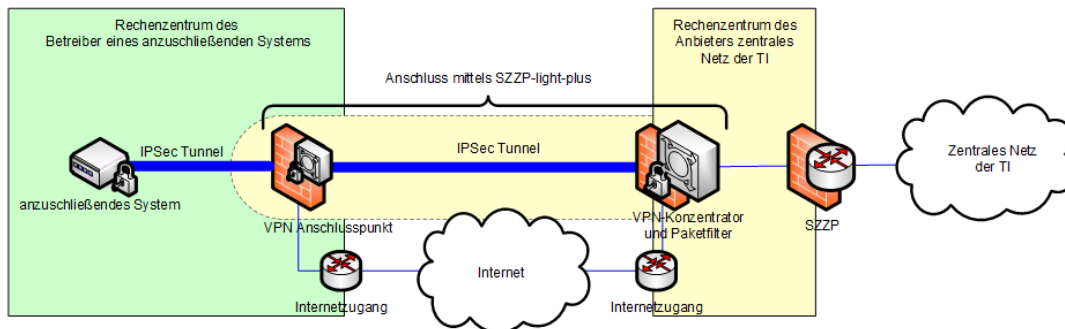 Rechenzentrum des
Betreiber eines anzuschließenden Systems
Rechenzentrum des
Anbieters zentrales
Netz der TI
Anschluss mittels SZZP-light-plus
IPSec Tunnel
IPSec Tunnel
Zentrales Netz
der TI
anzuschließendes System
VPN Anschlusspunkt
VPN-Konzentrator
und Paketfilter
SZZP
Internet
Internetzugang
Internetzugang